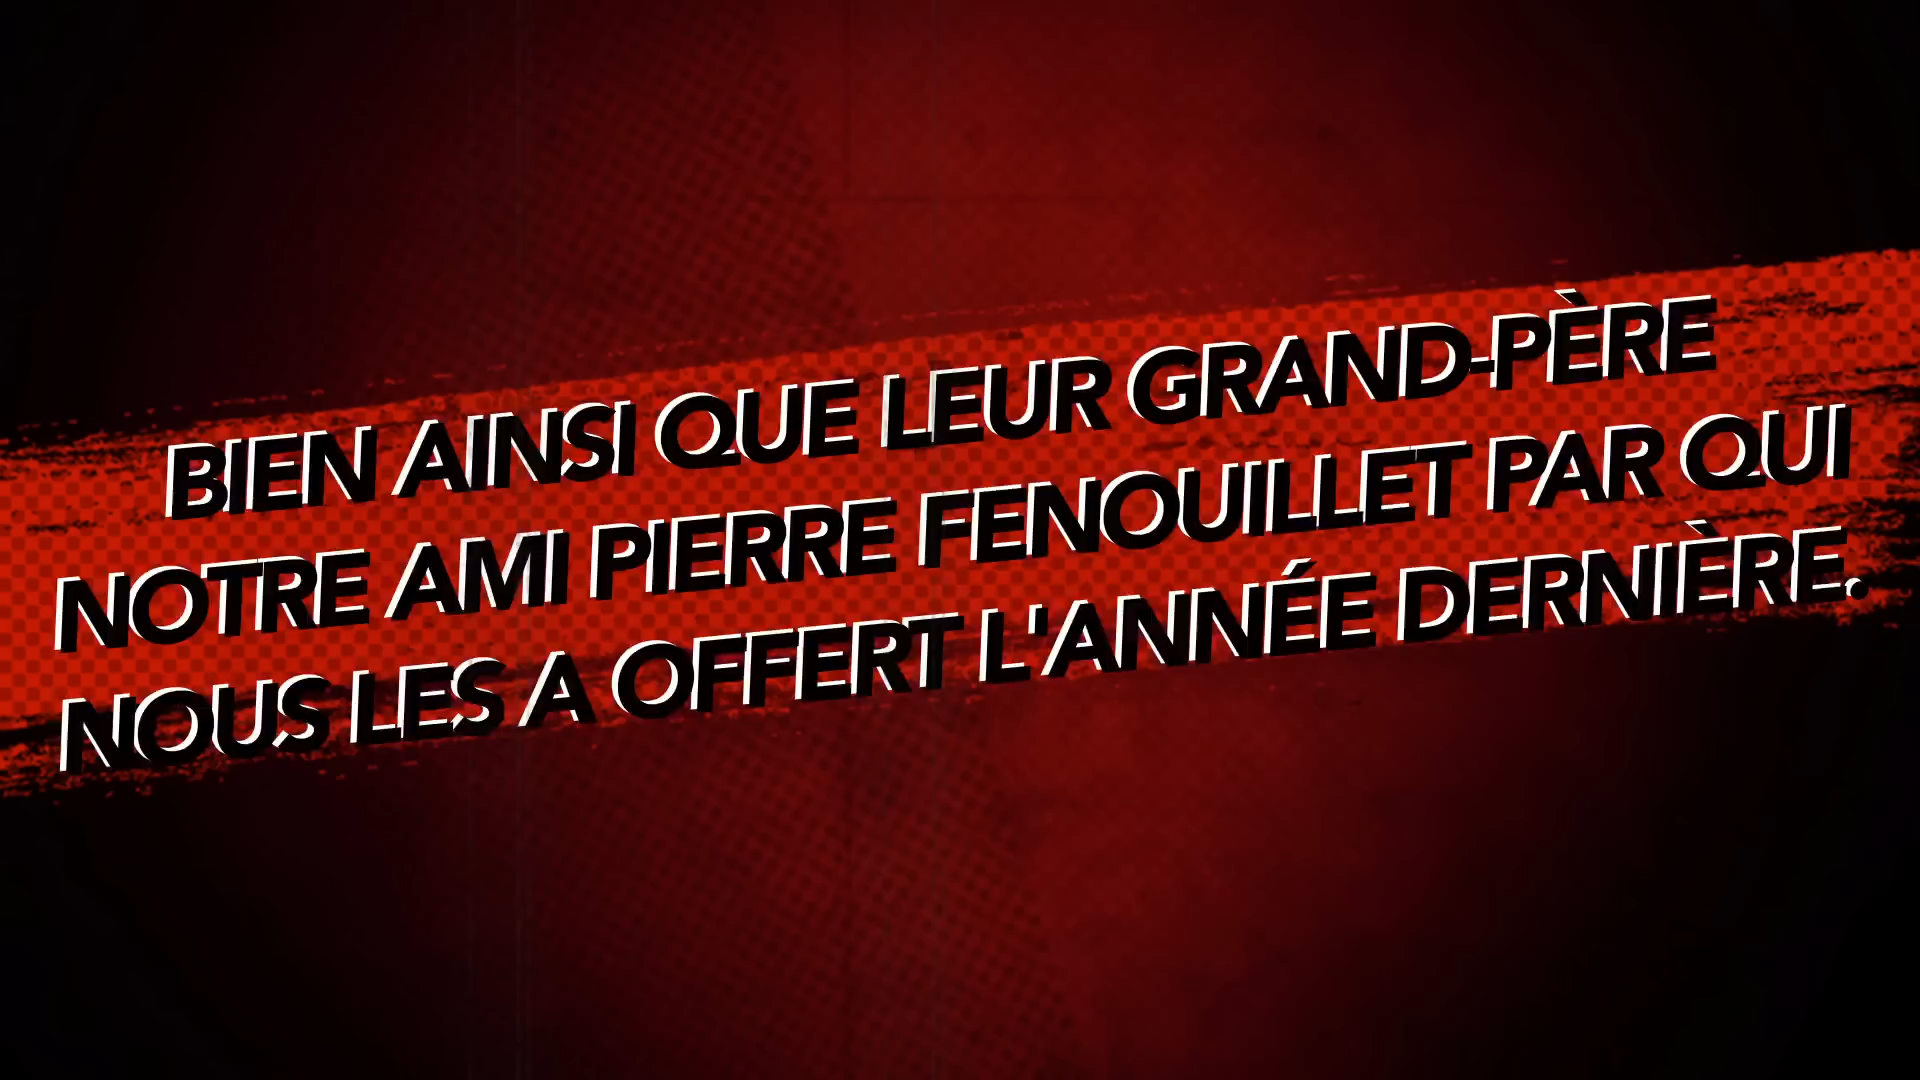 BIEN AINSI QUE LEUR GRAND-PÈRE
NOTRE AMI PIERRE FENOUILLET PAR QUI
NOUS LES A OFFERT L'ANNÉE DERNIÈRE.